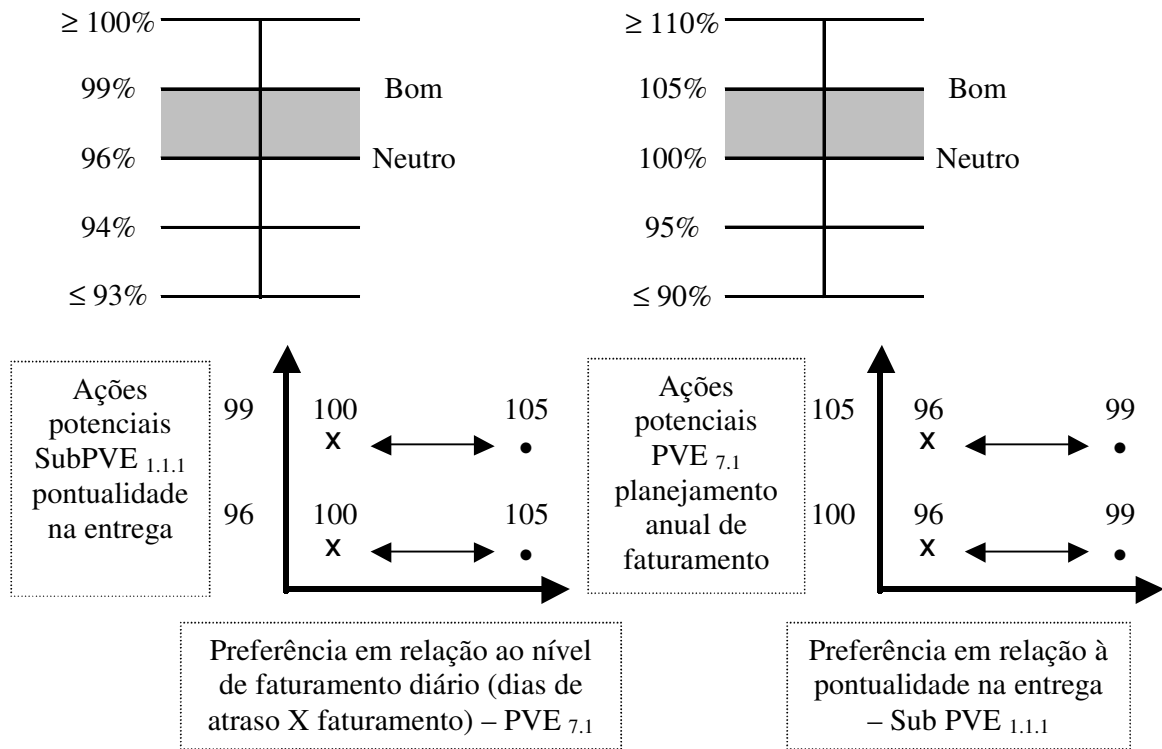 ≥ 100%
99%
Bom
96%
Neutro
94%
≤ 93%
≥ 110%
105%
Bom
100%
Neutro
95%
≤ 90%
Ações
potenciais
SubPVE 1.1.1
pontualidade
na entrega
99
100
105
x
96
100
105
x
Preferência em relação ao nível
de faturamento diário (dias de
atraso X faturamento) – PVE 7.1
Ações
potenciais
PVE 7.1
planejamento
anual de
faturamento
105
96
99
x
100
96
99
x
Preferência em relação à
pontualidade na entrega
– Sub PVE 1.1.1